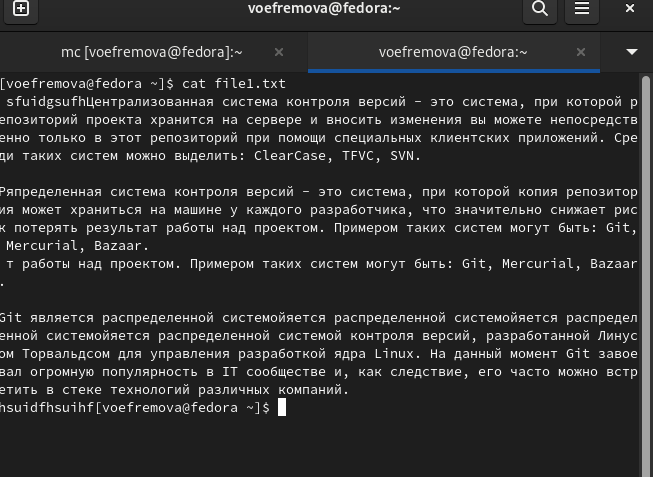 voefremova@fedora:~
mc [voefremova@fedora]:~
voefremova@fedora:~
[voefremova@fedora ~]$ cat file1.txt
 sfuidgsufhЦентрализованная система контроля версий – это система, при которой р
епозиторий проекта хранится на сервере и вносить изменения вы можете непосредств
енно только в этот репозиторий при помощи специальных клиентских приложений. Сре
ди таких систем можно выделить: ClearCase, TFVC, SVN.
Ряпределенная система контроля версий – это система, при которой копия репозитор
ия может храниться на машине у каждого разработчика, что значительно снижает рис
к потерять результат работы над проектом. Примером таких систем могут быть: Git,
 Mercurial, Bazaar.
 т работы над проектом. Примером таких систем могут быть: Git, Mercurial, Bazaar
.
Git является распределенной системойяется распределенной системойяется распредел
енной системойяется распределенной системой контроля версий, разработанной Линус
ом Торвальдсом для управления разработкой ядра Linux. На данный момент Git завое
вал огромную популярность в IT сообществе и, как следствие, его часто можно встр
етить в стеке технологий различных компаний.
hsuidfhsuihf[voefremova@fedora ~]$